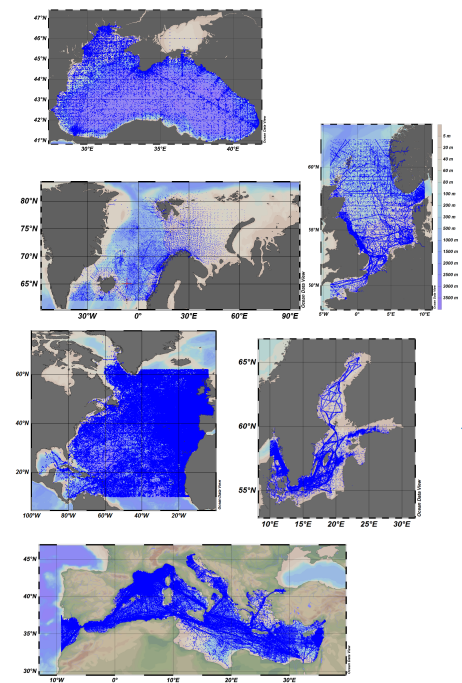 47°N
46°N
45°N
44°N
43°N
42°N
41°N
30°E 35°E 40°E
Ocean Data View
60°N
55°N
50°N
5°W 0°E 5°E 10°E
Ocean Data View
5 m
20 m
40 m
60 m
80 m
100 m
200 m
500 m
1000 m
2000 m
3000 m
3500 m
80°N
75°N
70°N
65°N
30°W 0° 30°E 60°E 90°E
Ocean Data View
60°N
40°N
20°N
100°W 80°W 60°W 40°W 20°W
Ocean Data View
65°N
60°N
55°N
10°E 15°E 20°E 25°E 30°E
Ocean Data View
45°N
40°N
35°N
30°N
10°W 0° 10°E 20°E 30°E
Ocean Data View